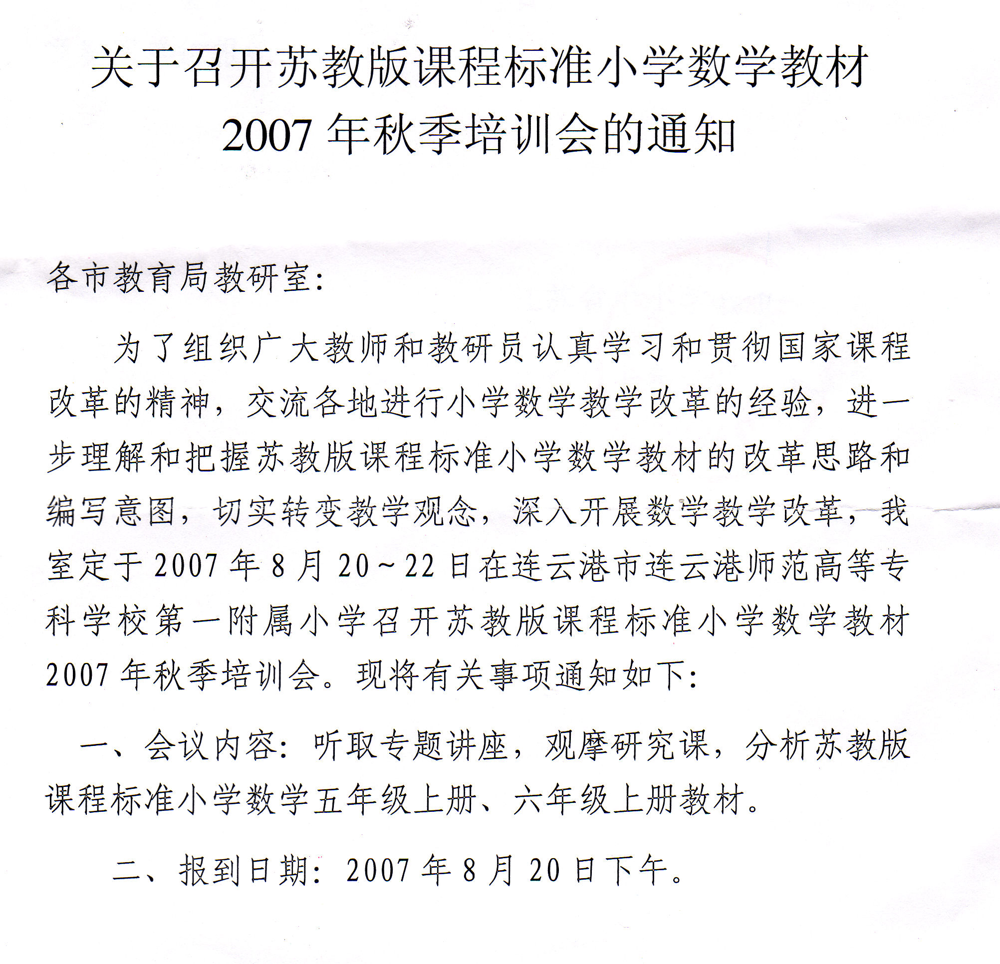 关于召开苏教版课程标准小学数学教材
2007年秋季培训会的通知
各市教育局教研室：
为了组织广大教师和教研员认真学习和贯彻国家课程
改革的精神，交流各地进行小学数学教学改革的经验，进一
步理解和把握苏教版课程标准小学数学教材的改革思路和
编写意图，切实转变教学观念，深入开展数学教学改革，我
室定于2007年8月20~22日在连云港市连云港师范高等专
科学校第一附属小学召开苏教版课程标准小学数学教材
2007年秋季培训会。现将有关事项通知如下：
一、会议内容：听取专题讲座，观摩研究课，分析苏教版
课程标准小学数学五年级上册、六年级上册教材。
二、报到日期：2007年8月20日下午。